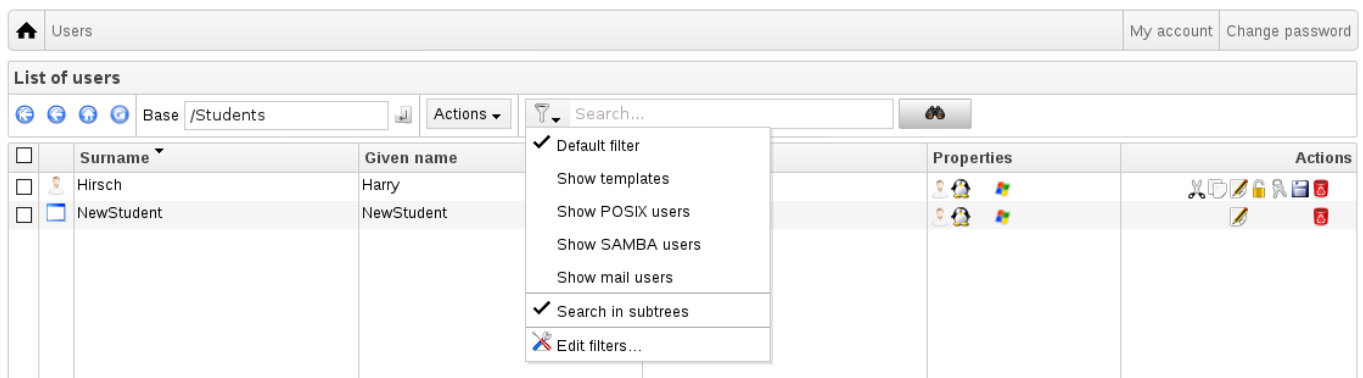 Users My account Change password
List of users
Base /Students Actions Search...
Surname Given name Properties Actions
Hirsch Harry
NewStudent NewStudent
Default filter
Show templates
Show POSIX users
Show SAMBA users
Show mail users
Search in subtrees
Edit filters...